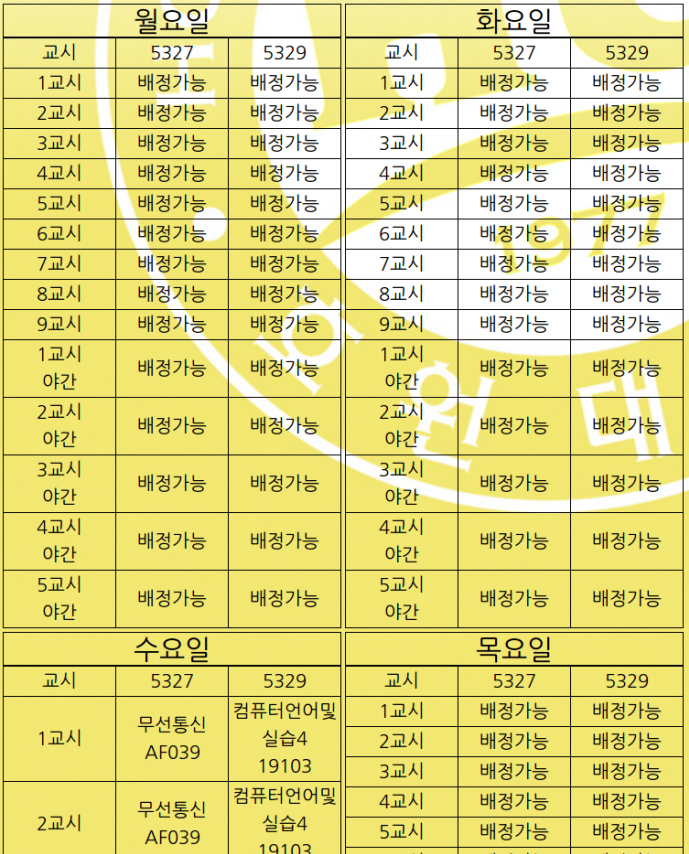 월요일
교시 5327 5329
1교시 배정가능 배정가능
2교시 배정가능 배정가능
3교시 배정가능 배정가능
4교시 배정가능 배정가능
5교시 배정가능 배정가능
6교시 배정가능 배정가능
7교시 배정가능 배정가능
8교시 배정가능 배정가능
9교시 배정가능 배정가능
1교시
야간 배정가능 배정가능
2교시
야간 배정가능 배정가능
3교시
야간 배정가능 배정가능
4교시
야간 배정가능 배정가능
5교시
야간 배정가능 배정가능
화요일
교시 5327 5329
1교시 배정가능 배정가능
2교시 배정가능 배정가능
3교시 배정가능 배정가능
4교시 배정가능 배정가능
5교시 배정가능 배정가능
6교시 배정가능 배정가능
7교시 배정가능 배정가능
8교시 배정가능 배정가능
9교시 배정가능 배정가능
1교시
야간 배정가능 배정가능
2교시
야간 배정가능 배정가능
3교시
야간 배정가능 배정가능
4교시
야간 배정가능 배정가능
5교시
야간 배정가능 배정가능
수요일
교시 5327 5329
1교시
무선통신
AF039
컴퓨터언어및
실습4
19103
2교시
무선통신
AF039
컴퓨터언어및
실습4
19103
목요일
교시 5327 5329
1교시 배정가능 배정가능
2교시 배정가능 배정가능
3교시 배정가능 배정가능
4교시 배정가능 배정가능
5교시 배정가능 배정가능
1977